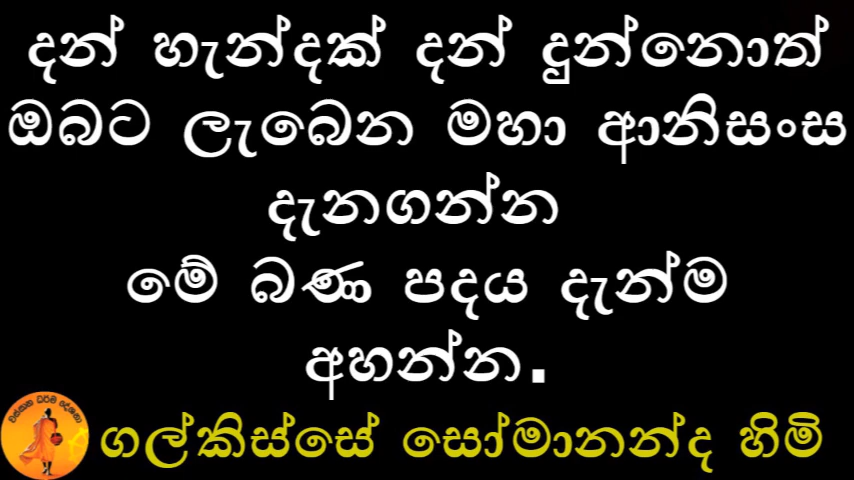 දන් හැන්දක් දන් දුන්නොත්
ඔබට ලැබෙන මහා ආනිසංස
දැනගන්න
මේ බණ පදය දැන්ම
අහන්න.
ගල්කිස්සේ සෝමානන්ද හිමි